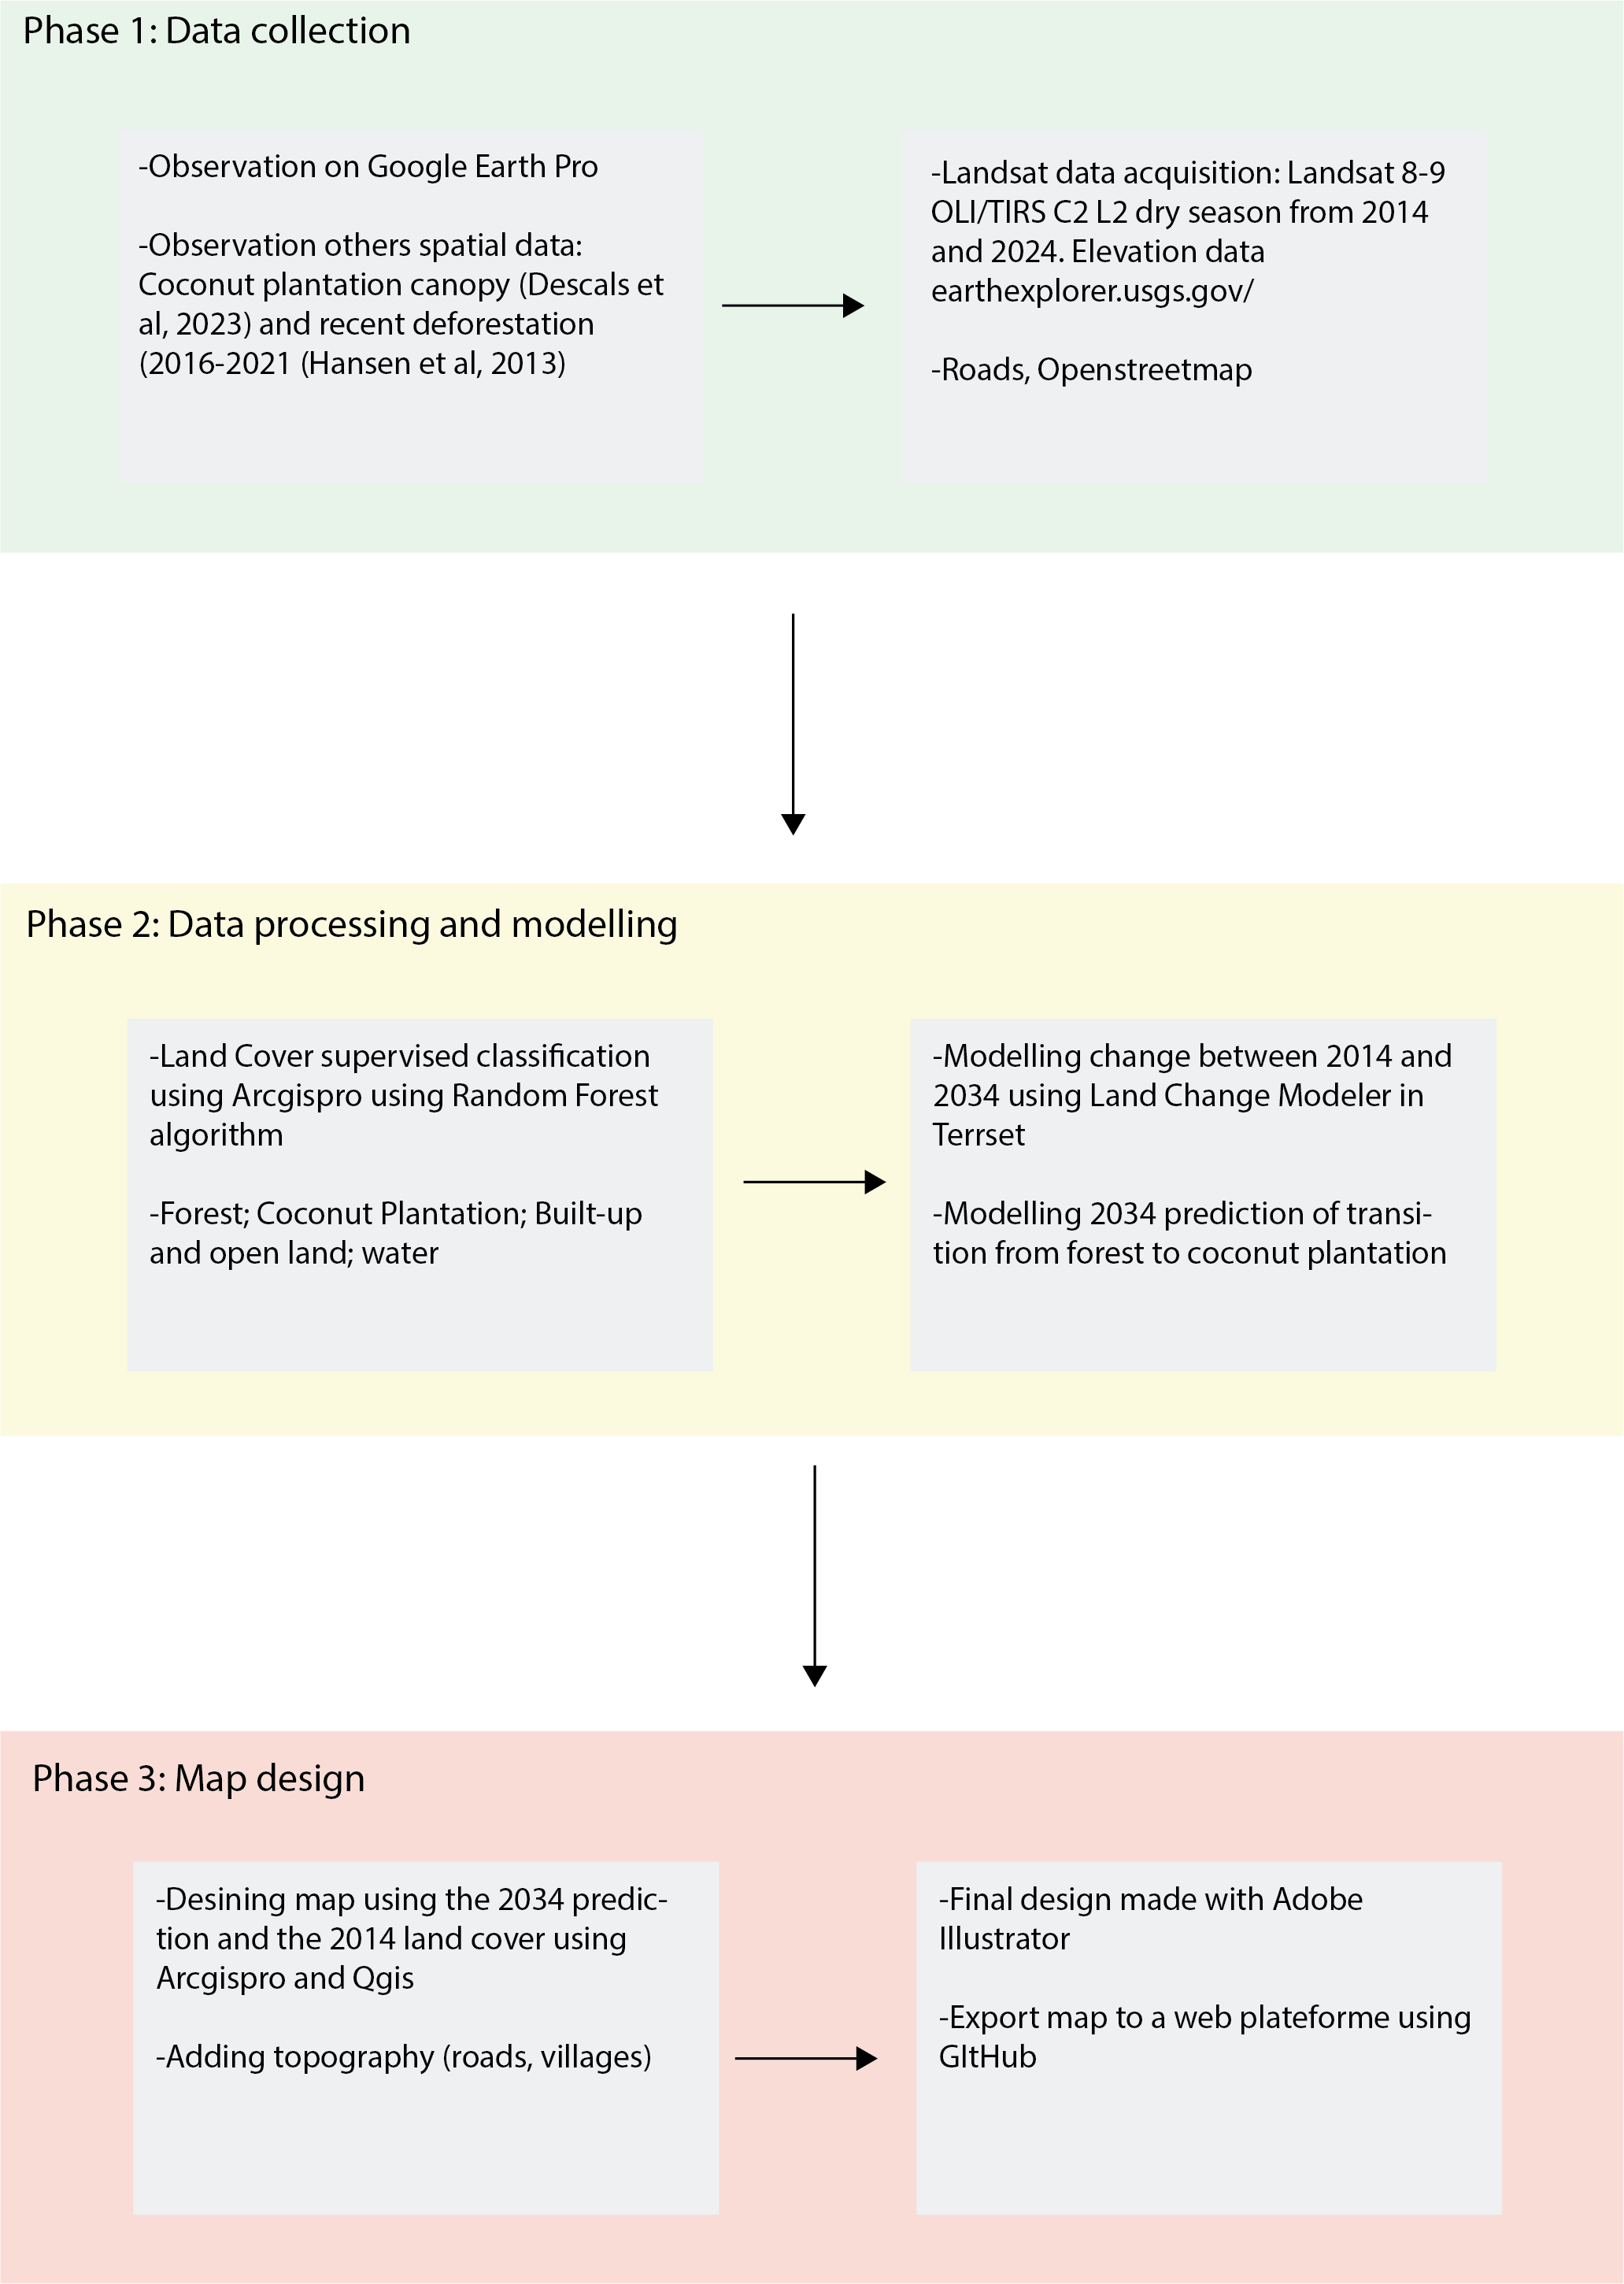 Phase 1: Data collection
-Observation on Google Earth Pro
-Observation others spatial data:
Coconut plantation canopy (Descals et
al, 2023) and recent deforestation
(2016-2021 (Hansen et al, 2013)
-Landsat data acquisition: Landsat 8-9
OLI/TIRS C2 L2 dry season from 2014
and 2024. Elevation data
earthexplorer.usgs.gov/
-Roads, Openstreetmap
Phase 2: Data processing and modelling
-Land Cover supervised classification
using Arcgispro using Random Forest
algorithm
-Forest; Coconut Plantation; Built-up
and open land; water
-Modelling change between 2014 and
2034 using Land Change Modeler in
Terrset
-Modelling 2034 prediction of transi-
tion from forest to coconut plantation
Phase 3: Map design
-Desining map using the 2034 predic-
tion and the 2014 land cover using
Arcgispro and Qgis
-Adding topography (roads, villages)
-Final design made with Adobe
Illustrator
-Export map to a web plateforme using
GItHub